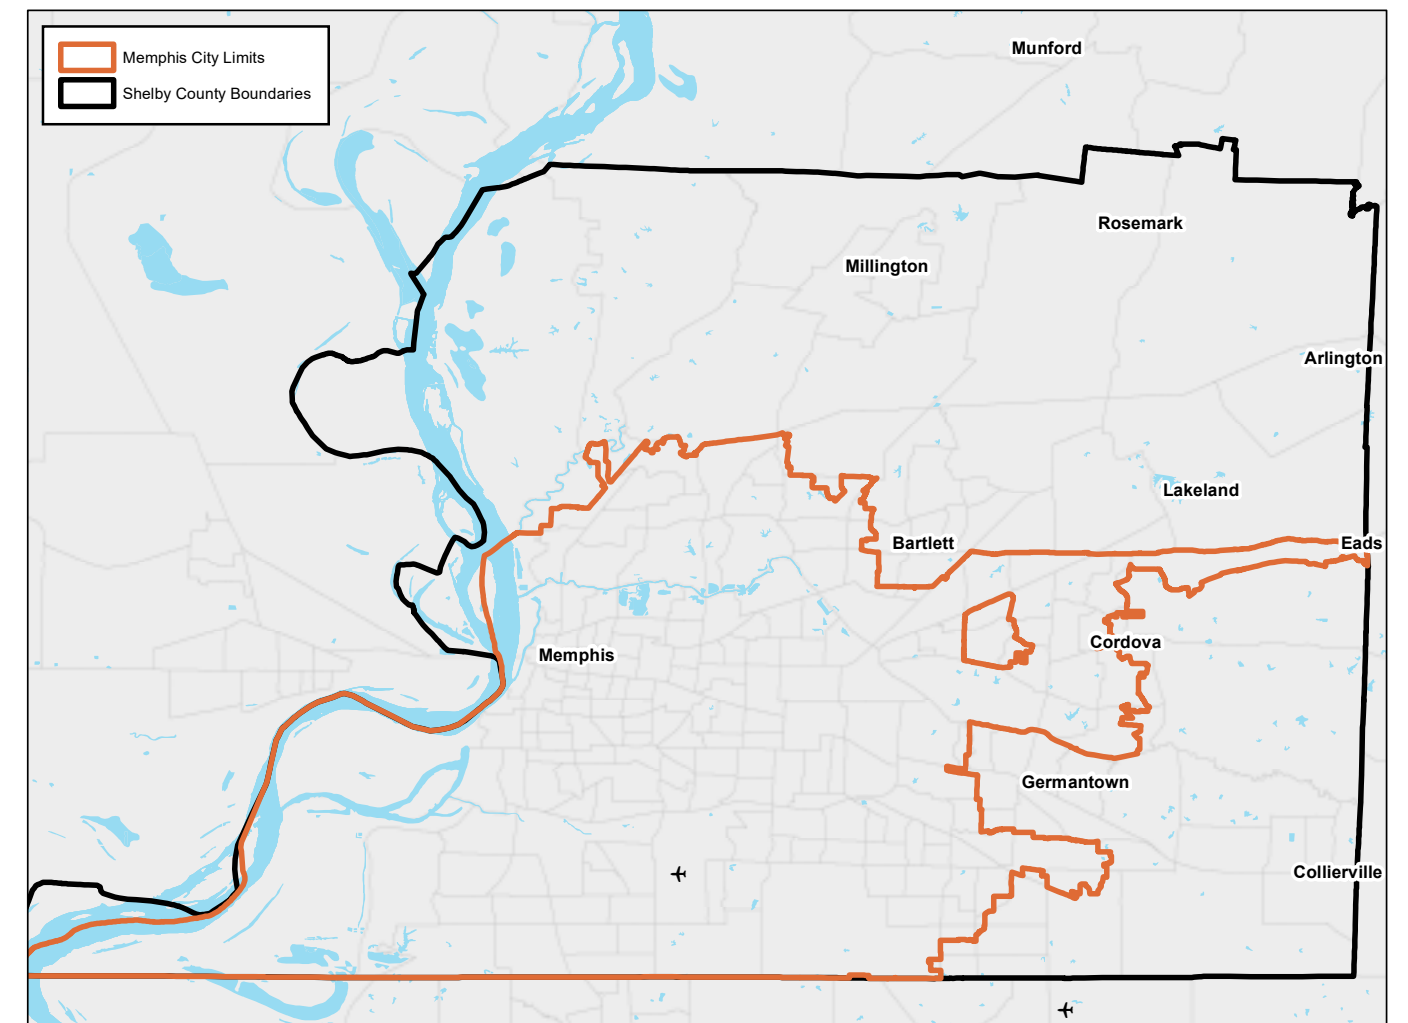 Memphis City Limits
Shelby County Boundaries
Munford
Rosemark
Millington
Arlington
Lakeland
Bartlett
Eads
Cordova
Memphis
Germantown
Collierville